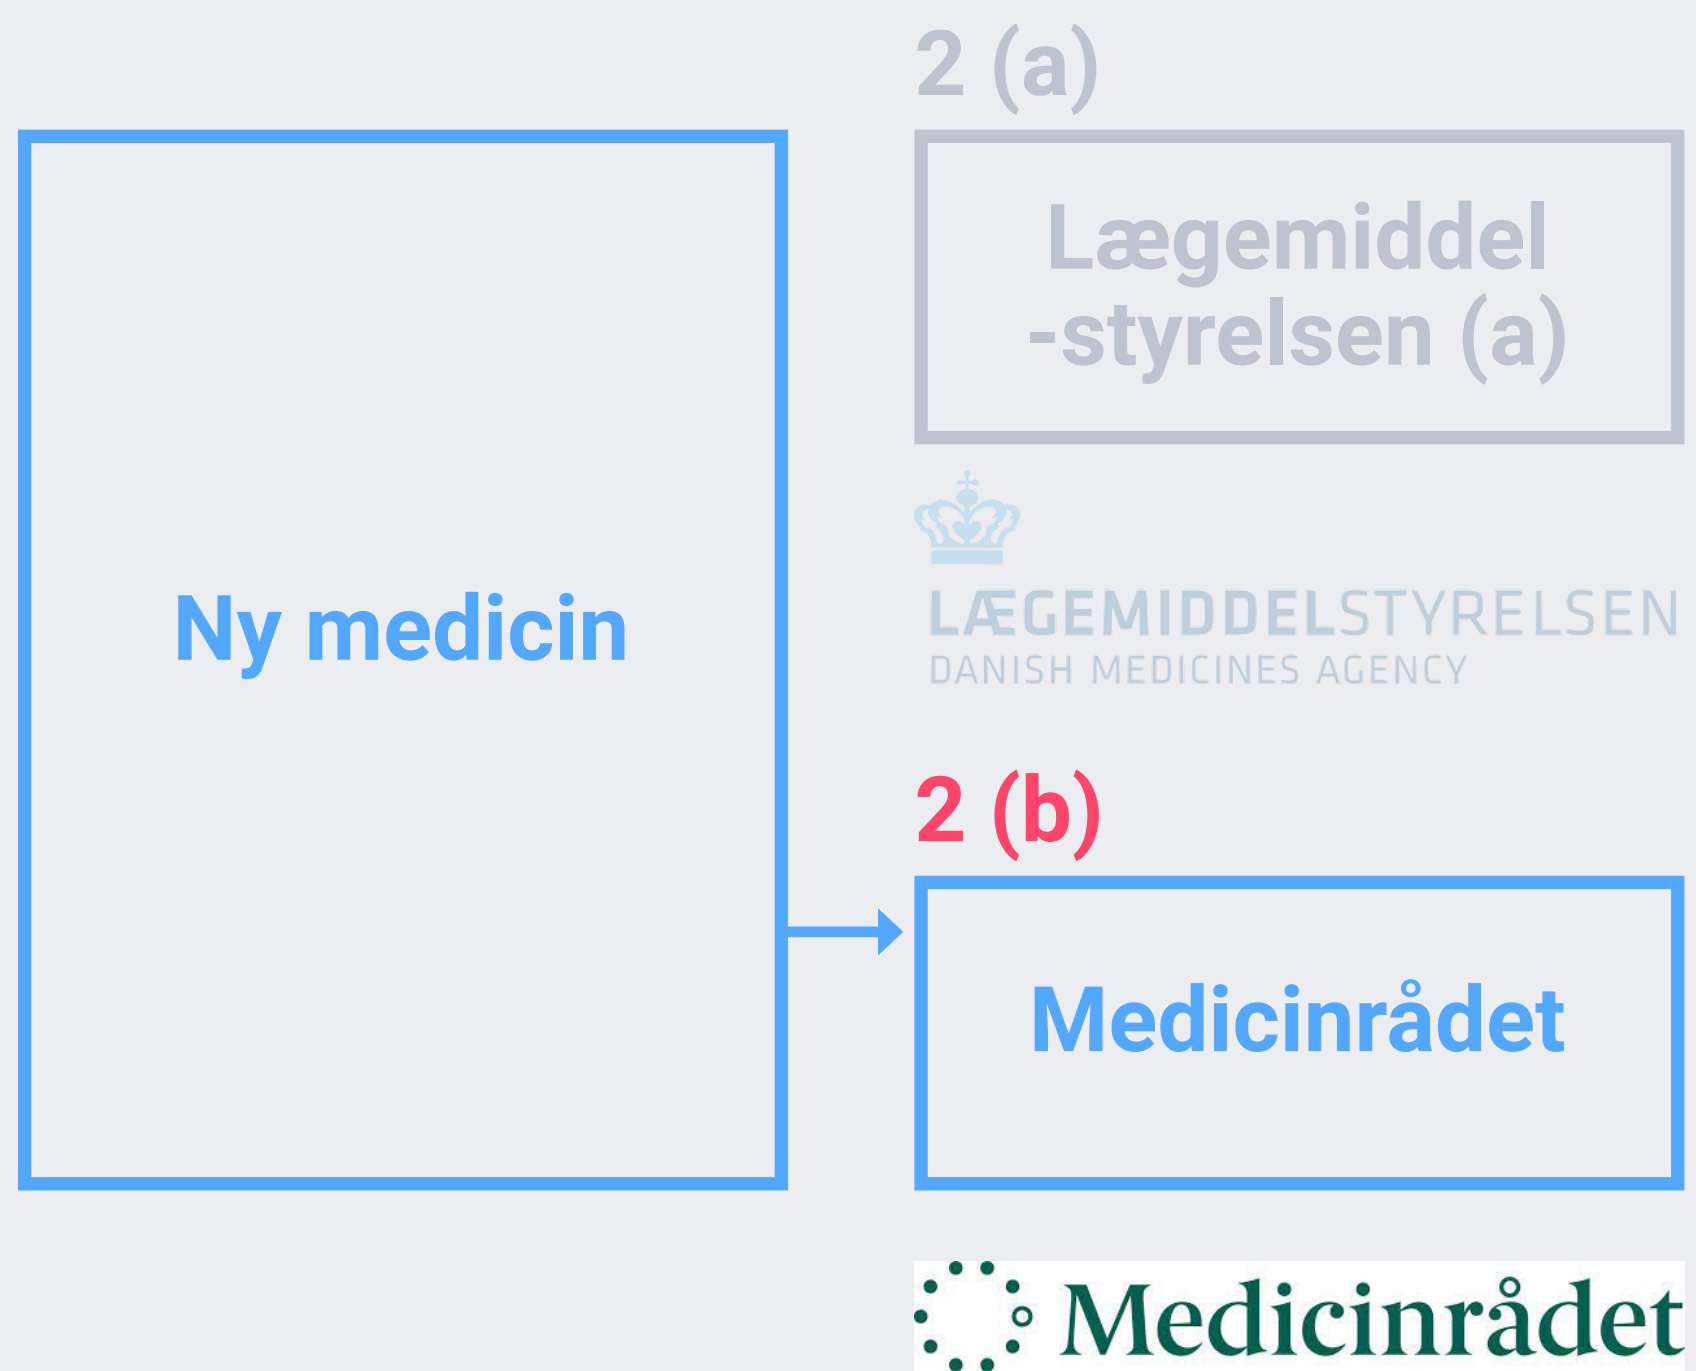 Ny medicin
2 (a)
Lægemiddel
-styrelsen (a)
LÆGEMIDDELSTYRELSEN
DANISH MEDICINES AGENCY
2 (b)
Medicinrådet
Medicinrådet